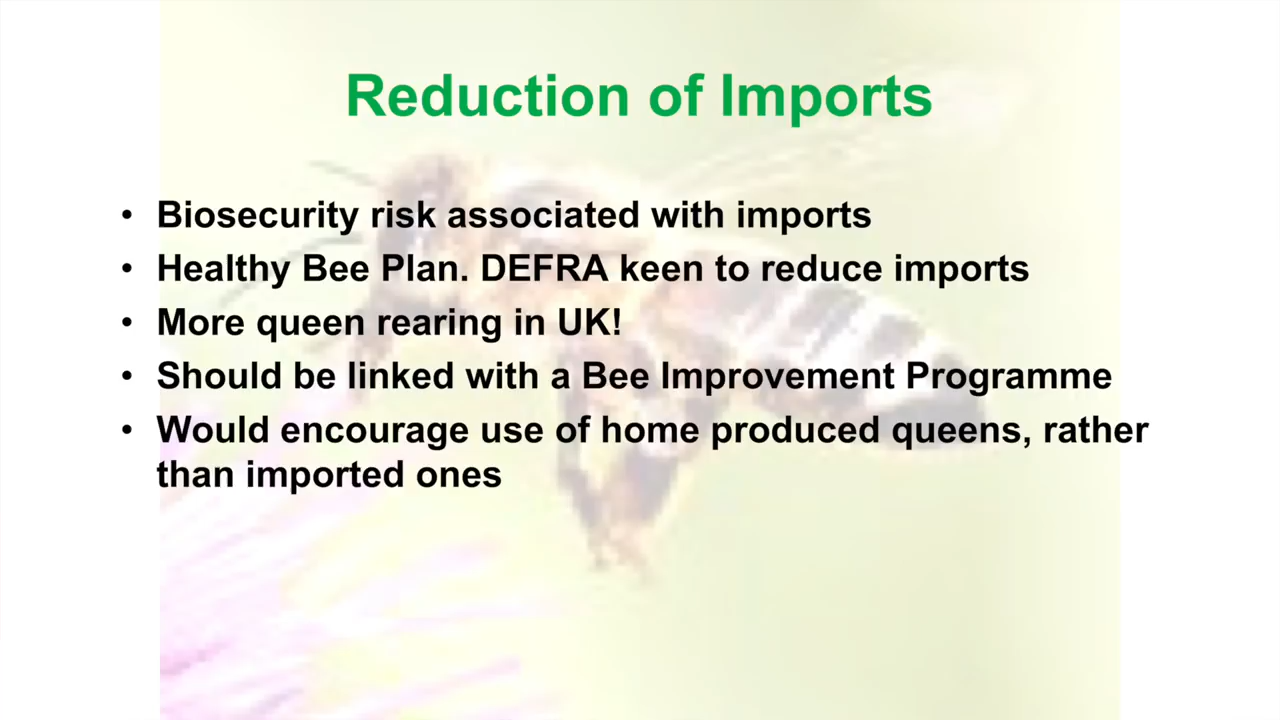 Reduction of Imports
• Biosecurity risk associated with imports
• Healthy Bee Plan. DEFRA keen to reduce imports
• More queen rearing in UK!
• Should be linked with a Bee Improvement Programme
• Would encourage use of home produced queens, rather
than imported ones